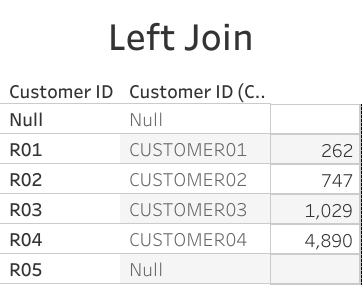 Left Join
Customer ID Customer ID (C..
Null Null
R01 CUSTOMER01 262
R02 CUSTOMER02 747
R03 CUSTOMER03 1,029
R04 CUSTOMER04 4,890
R05 Null